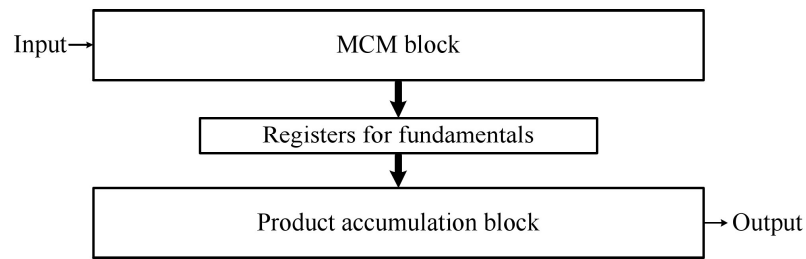 Input
MCM block
Registers for fundamentals
Product accumulation block
Output